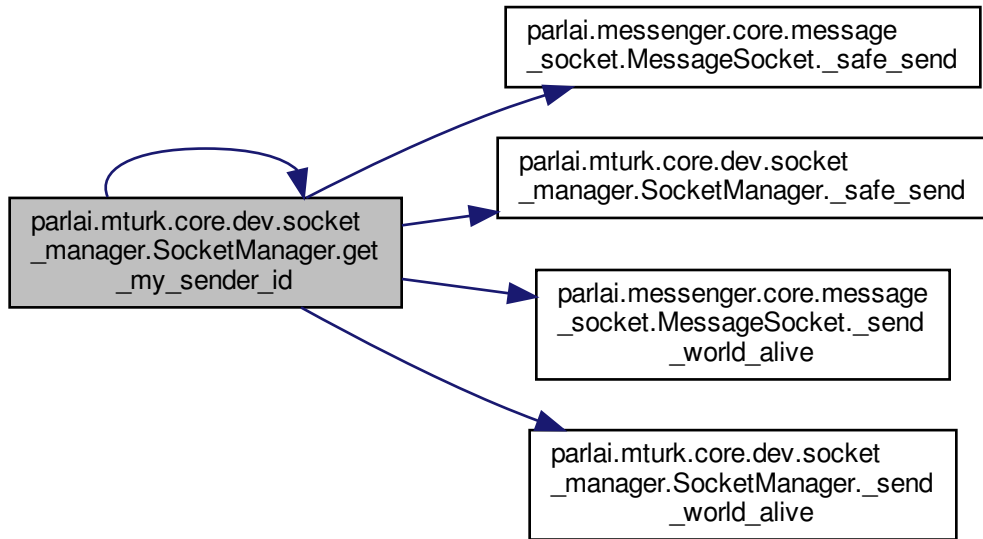 parlai.messenger.core.message
_socket.MessageSocket._safe_send
parlai.mturk.core.dev.socket
_manager.SocketManager._safe_send
parlai.mturk.core.dev.socket
_manager.SocketManager.get
_my_sender_id
parlai.messenger.core.message
_socket.MessageSocket._send
_world_alive
parlai.mturk.core.dev.socket
_manager.SocketManager._send
_world_alive